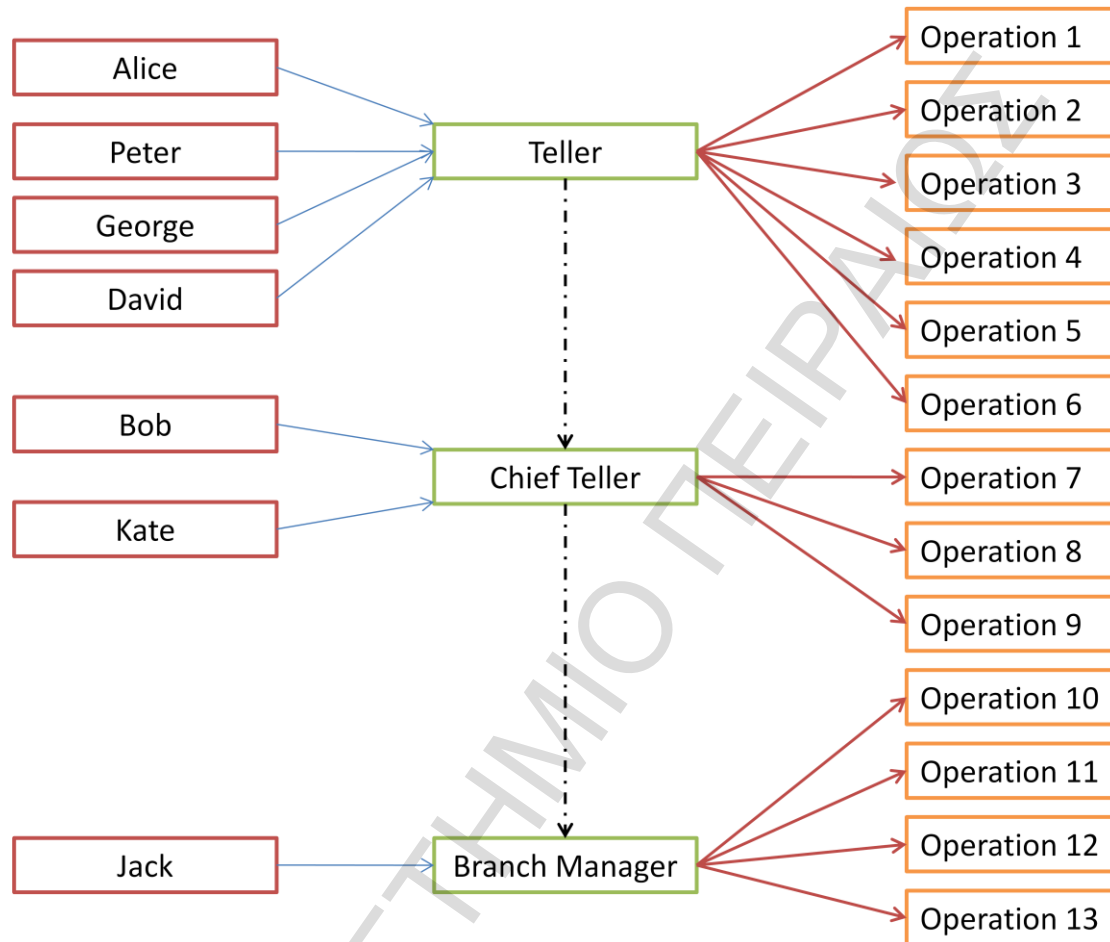 Alice
Peter
George
David
Bob
Kate
Jack
Teller
Chief Teller
Branch Manager
Operation 1
Operation 2
Operation 3
Operation 4
Operation 5
Operation 6
Operation 7
Operation 8
Operation 9
Operation 10
Operation 11
Operation 12
Operation 13
ΠΕΙΡΑΙΩΣ